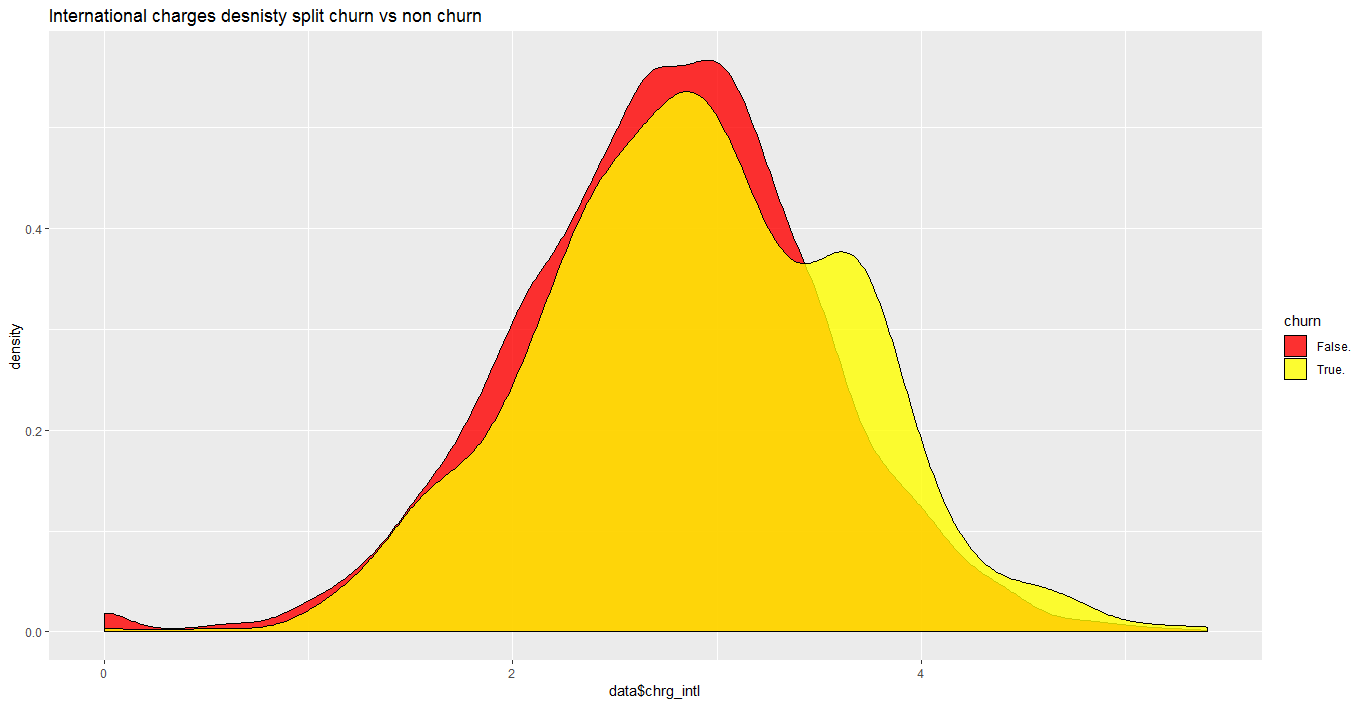 International charges desnisty split churn vs non churn
density
0.4
0.2
0.0
0
2
4
data$chrg_intl
churn
False.
True.